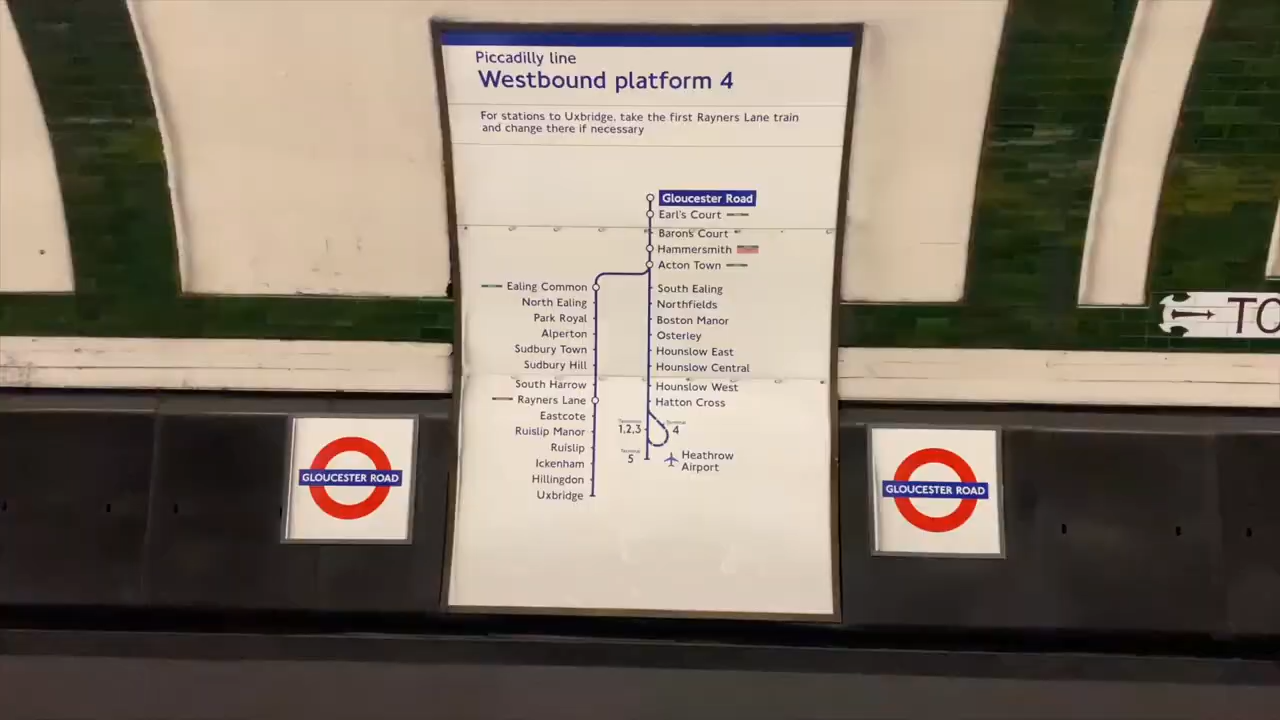 Piccadilly line
Westbound platform 4
For stations to Uxbridge, take the first Rayners Lane train
and change there if necessary
Gloucester Road
Earl's Court
Barons Court
Hammersmith
Acton Town
Ealing Common
North Ealing
Park Royal
Alperton
Sudbury Town
Sudbury Hill
South Harrow
Rayners Lane
Eastcote
Ruislip Manor
Ruislip
Ickenham
Hillingdon
Uxbridge
South Ealing
Northfields
Boston Manor
Osterley
Hounslow East
Hounslow Central
Hounslow West
Hatton Cross
Terminals
1,2,3
Terminal
4
Terminal
5
Heathrow
Airport
GLOUCESTER ROAD
GLOUCESTER ROAD
TO